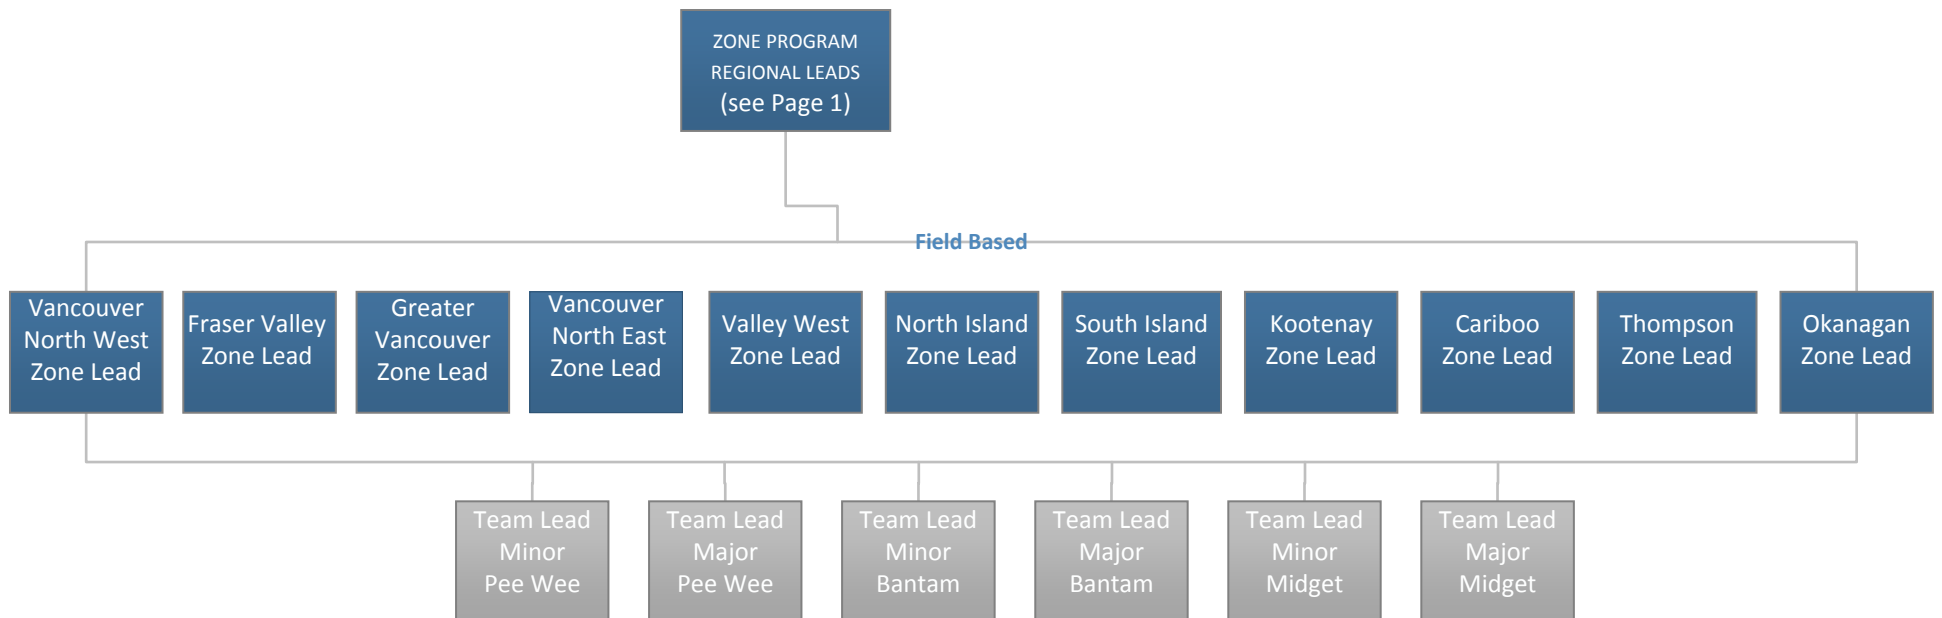 ZONE PROGRAM
REGIONAL LEADS
(see Page 1)
Field Based
Vancouver
North West
Zone Lead
Fraser Valley
Zone Lead
Greater
Vancouver
Zone Lead
Vancouver
North East
Zone Lead
Valley West
Zone Lead
North Island
Zone Lead
South Island
Zone Lead
Kootenay
Zone Lead
Cariboo
Zone Lead
Thompson
Zone Lead
Okanagan
Zone Lead
Team Lead
Minor
Pee Wee
Team Lead
Major
Pee Wee
Team Lead
Minor
Bantam
Team Lead
Major
Bantam
Team Lead
Minor
Midget
Team Lead
Major
Midget